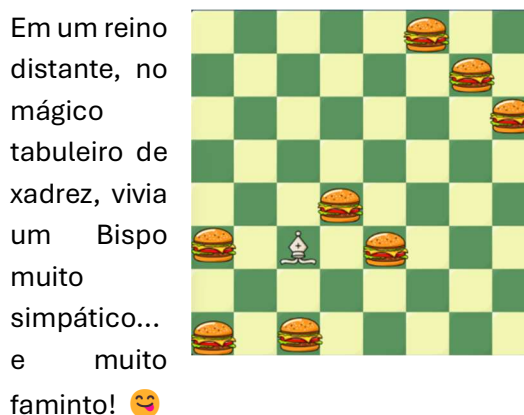 Em um reino
distante, no
mágico
tabuleiro de
xadrez, vivia
um Bispo
muito
simpático...
e muito
faminto! 😋